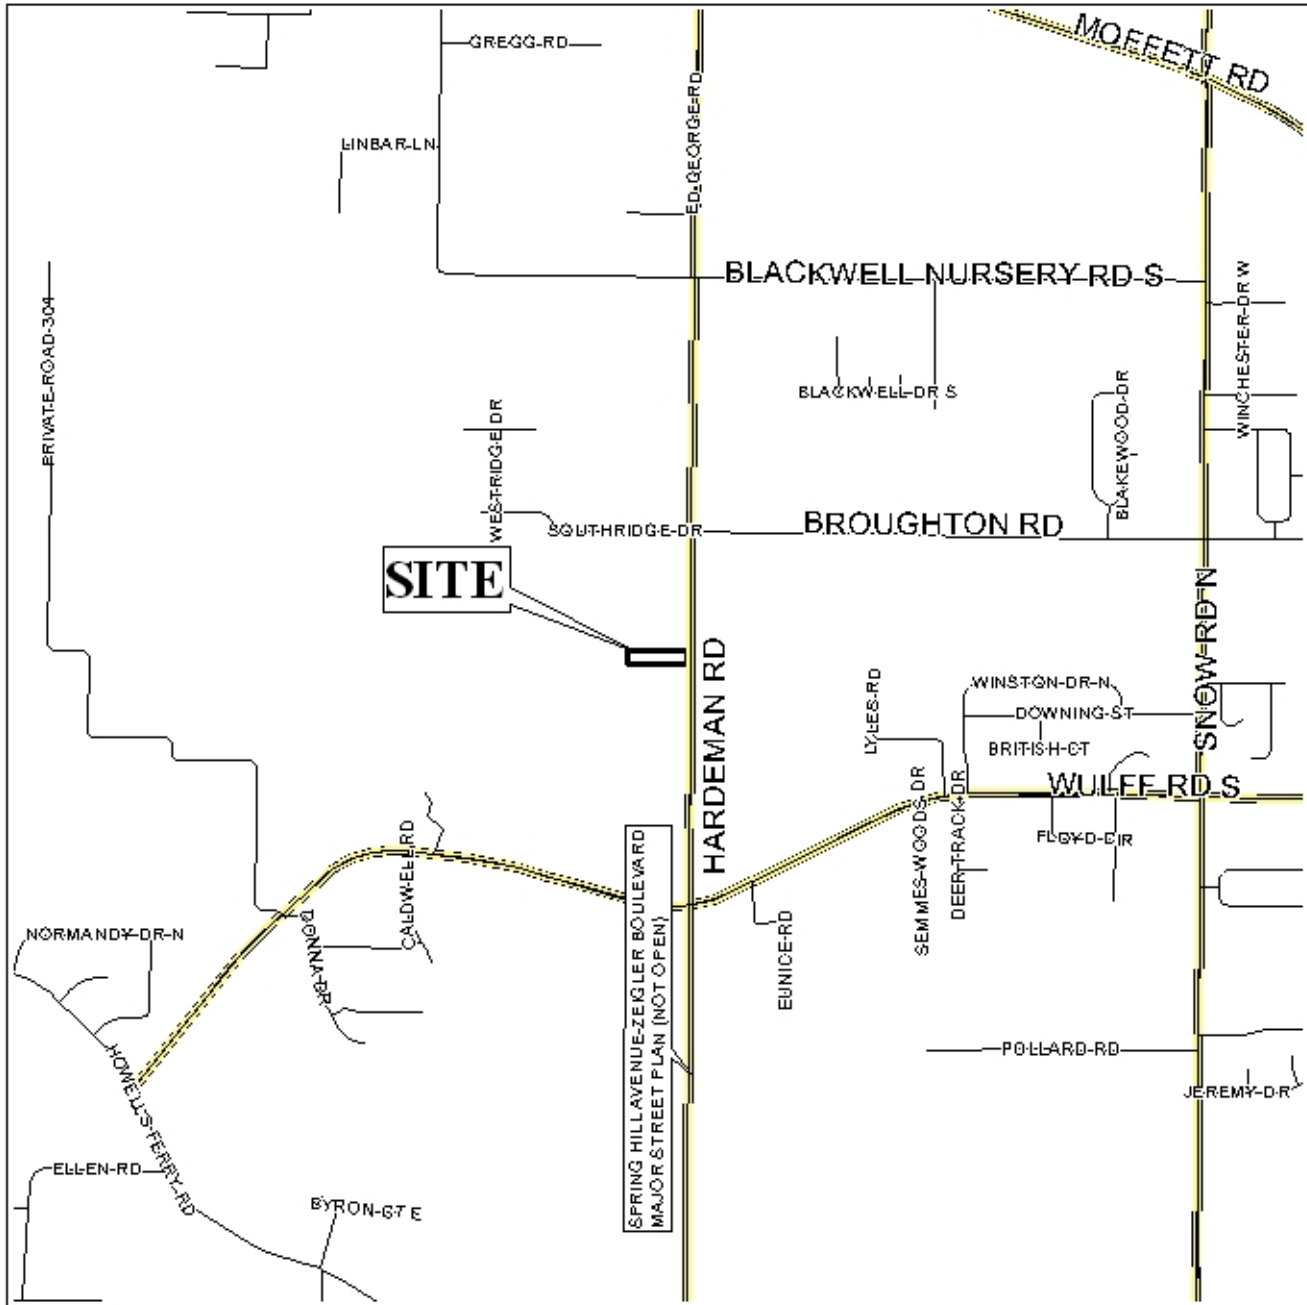 MOFFETT RD
GREGG RD
ED GEORGE RD
LINBAR LN
BLACKWELL NURSERY RD S
WINCHESTER DR W
PRIVATE ROAD 304
BLACKWELL DR S
BLAKEWOOD DR
WESTRIDGE DR
SOUTHRIDGE DR
BROUGHTON RD
SITE
SNOW RD N
HARDEMAN RD
LYLES RD
WINSTON DR N
DOWNING ST
BRITISH CT
WULFF RD S
SEMMES WOODS DR
DEER TRACK DR
FLOYD CIR
CALDWELL RD
SPRING HILL AVENUE-ZEIGLER BOULEVARD
MAJOR STREET PLAN (NOT OPEN)
EUNICE RD
NORMANDY DR N
DONNA DR
HOWELLS FERRY RD
POLLARD RD
JEREMY DR
ELLEN RD
BYRON CT E